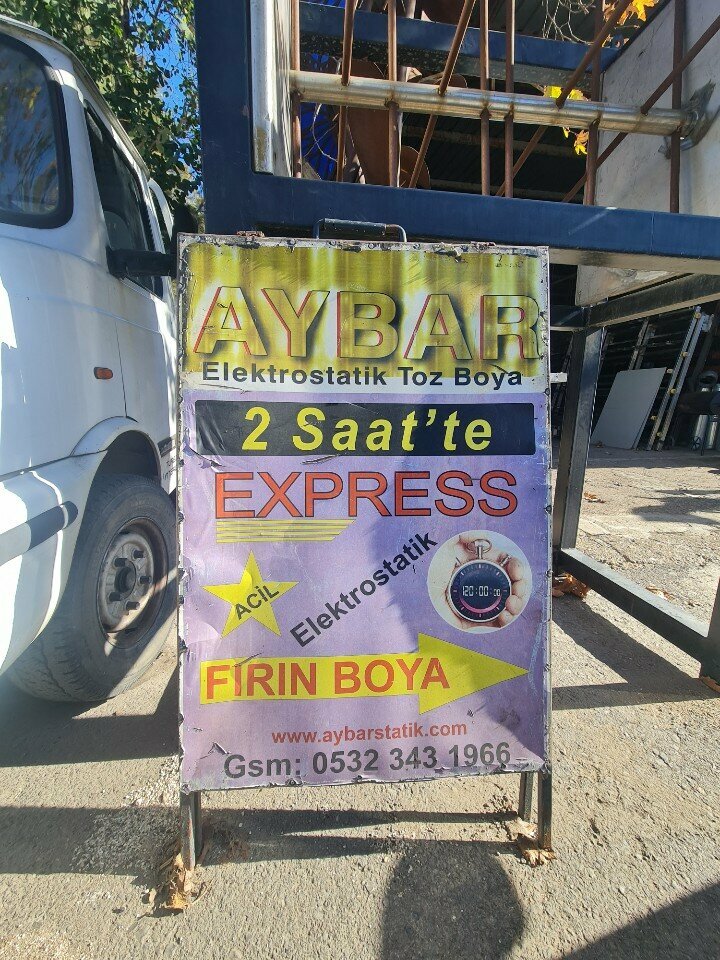 AYBAR
Elektrostatik Toz Boya
2 Saat'te
EXPRESS
ACİL
Elektrostatik
120:00:00
FIRIN BOYA
www.aybarstatik.com
Gsm: 0532 343 1966